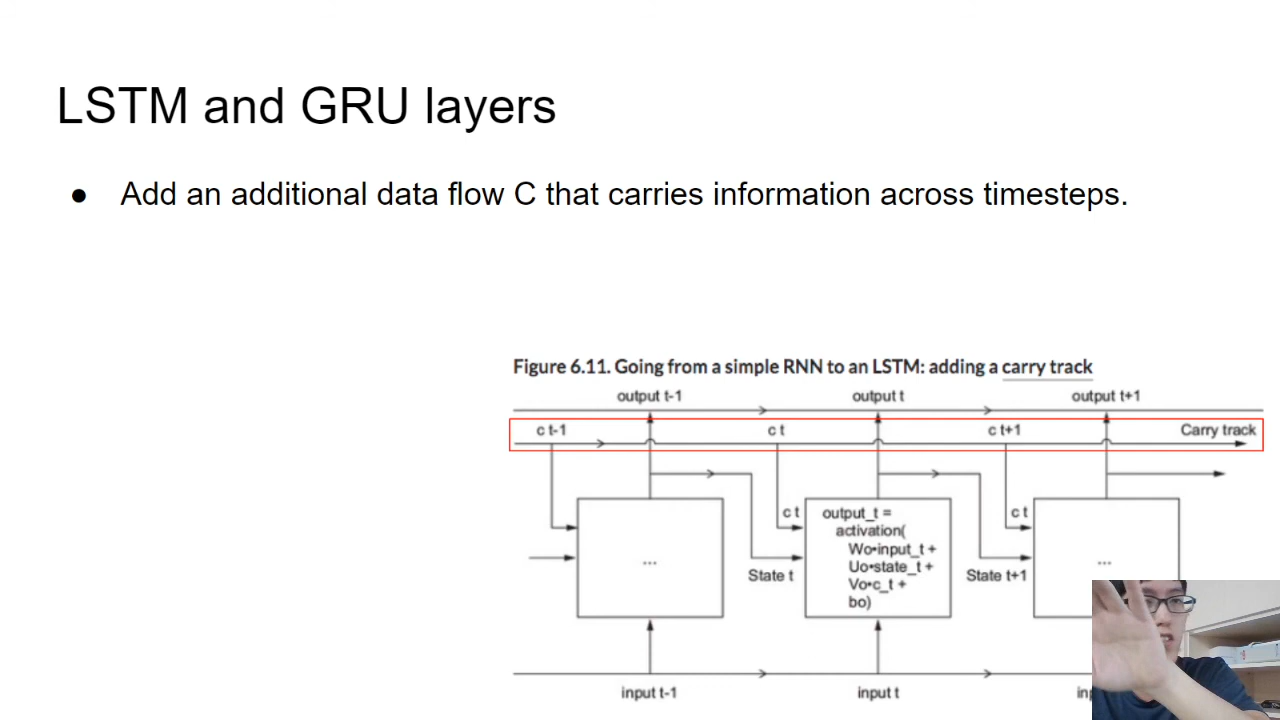 LSTM and GRU layers
● Add an additional data flow C that carries information across timesteps.
Figure 6.11. Going from a simple RNN to an LSTM: adding a carry track
output t-1 output t output t+1
c t-1 c t c t+1 Carry track
c t output_t = c t
activation(
... Wo•input_t + ...
Uo•state_t +
State t Vo•c_t + State t+1
bo)
input t-1 input t